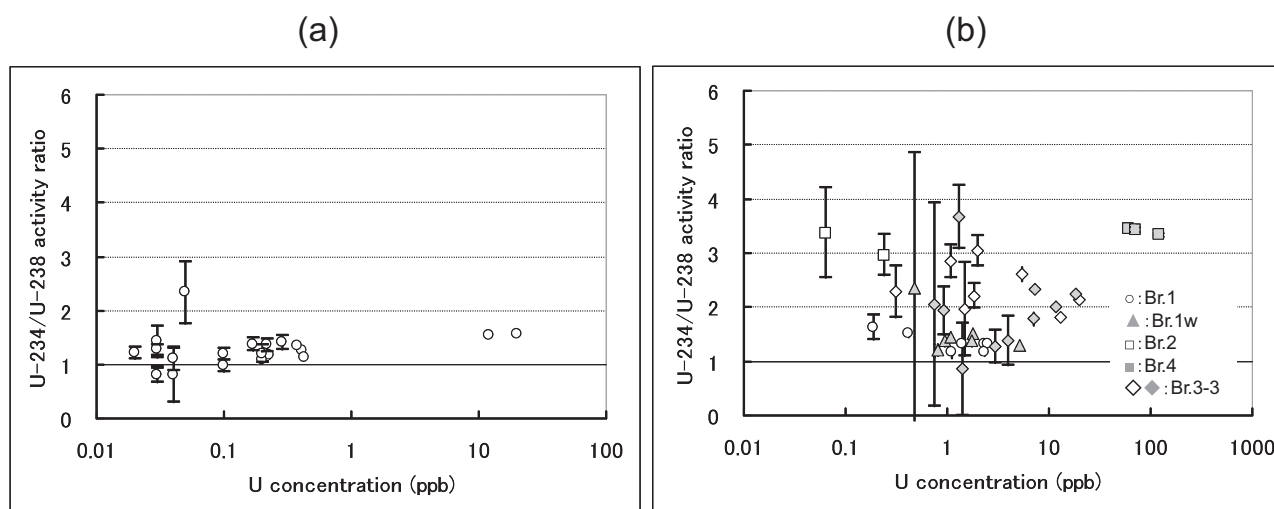 (a)
(b)
U-234/U-238 activity ratio
6
5
4
3
2
1
0
0.01 0.1 1 10 100
U concentration (ppb)
U-234/U-238 activity ratio
6
5
4
3
2
1
0
0.01 0.1 1 10 100 1000
U concentration (ppb)
: Br.1
: Br.1w
: Br.2
: Br.4
: Br.3-3